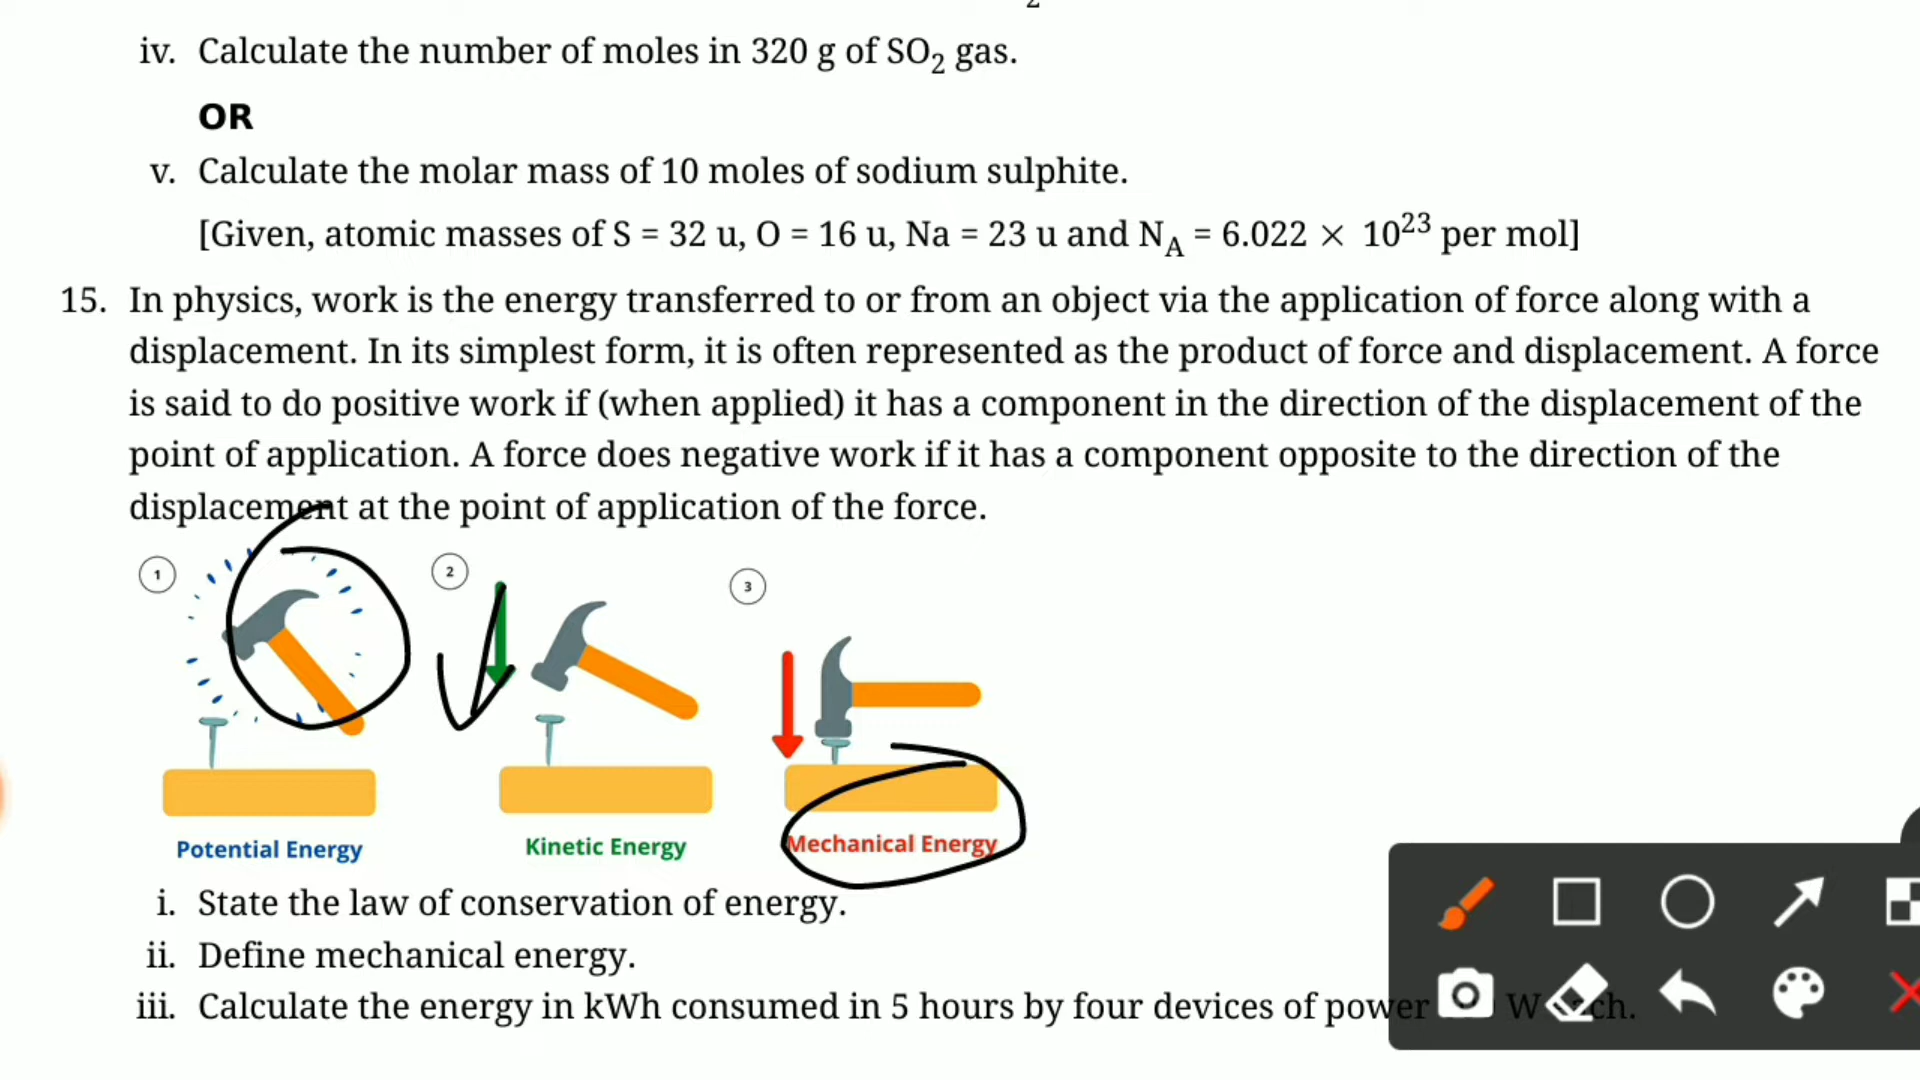 iv. Calculate the number of moles in 320 g of SO₂ gas.
OR
v. Calculate the molar mass of 10 moles of sodium sulphite.
[Given, atomic masses of S = 32 u, O = 16 u, Na = 23 u and N_A = 6.022 × 10²³ per mol]
15. In physics, work is the energy transferred to or from an object via the application of force along with a
displacement. In its simplest form, it is often represented as the product of force and displacement. A force
is said to do positive work if (when applied) it has a component in the direction of the displacement of the
point of application. A force does negative work if it has a component opposite to the direction of the
displacement at the point of application of the force.
1 2 3
Potential Energy Kinetic Energy Mechanical Energy
i. State the law of conservation of energy.
ii. Define mechanical energy.
iii. Calculate the energy in kWh consumed in 5 hours by four devices of power W